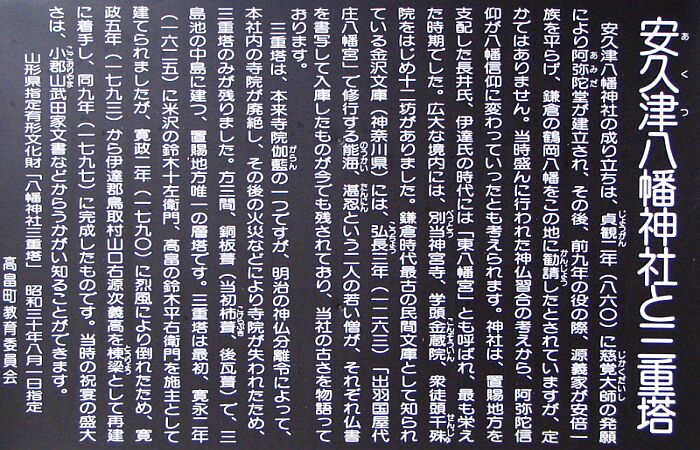 安久津八幡神社と三重塔
安久津八幡神社の成り立ちは、貞観二年（八六〇）に慈覚大師の発願
により阿弥陀堂が建立され、その後、前九年の役の際、源義家が安倍一
族を平らげ、鎌倉の鶴岡八幡をこの地に勧請したとされていますが、定
かではありません。当時盛んに行われた神仏習合の考えから、阿弥陀信
仰が八幡信仰に変わっていったとも考えられます。神社は、置賜地方を
支配した長井氏、伊達氏の時代には「東八幡宮」とも呼ばれ、最も栄え
た時期でした。広大な境内には、別当神宮寺、学頭金蔵院、衆徒頭千殊
院をはじめ十二坊がありました。鎌倉時代最古の民間文庫として知られ
ている金沢文庫（神奈川県）には、弘長三年（一二六三）「出羽国屋代
庄八幡宮」で修行する能海、湛忍という二人の若い僧が、それぞれ仏書
を書写して入庫したものが今でも残されており、当社の古さを物語って
おります。
三重塔は、本来寺院伽藍の一つですが、明治の神仏分離令によって、
本社内の寺院が廃絶し、その後の火災などにより寺院が失われたため、
三重塔のみが残りました。方三間、銅板葺（当初杮葺、後瓦葺）で、三
島池の中島に建つ、置賜地方唯一の層塔です。三重塔は最初、寛永二年
（一六二五）に米沢の鈴木十左衛門、高畠の鈴木平右衛門を施主として
建てられましたが、寛政二年（一七九〇）に烈風により倒れたため、寛
政五年（一七九三）から伊達郡鳥取村山口右源次義高を棟梁として再建
に着手し、同九年（一七九七）に完成したものです。当時の祝宴の盛大
さは、小郡山武田家文書などからうかがい知ることができます。
山形県指定有形文化財「八幡神社三重塔」　昭和三十年八月一日指定
高畠町教育委員会